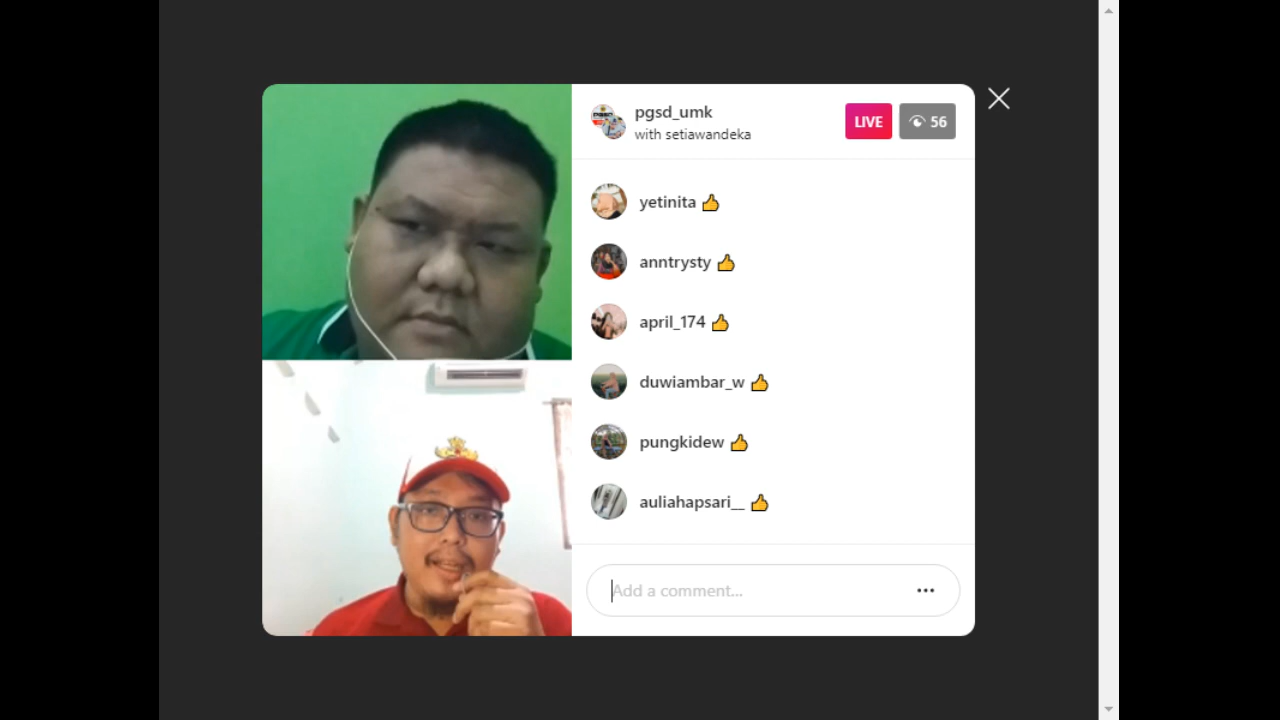 pgsd_umk
with setiawandeka
LIVE
56
yetinita 👍
anntrysty 👍
april_174 👍
duwiambar_w 👍
pungkidew 👍
auliahapsari__ 👍
Add a comment...